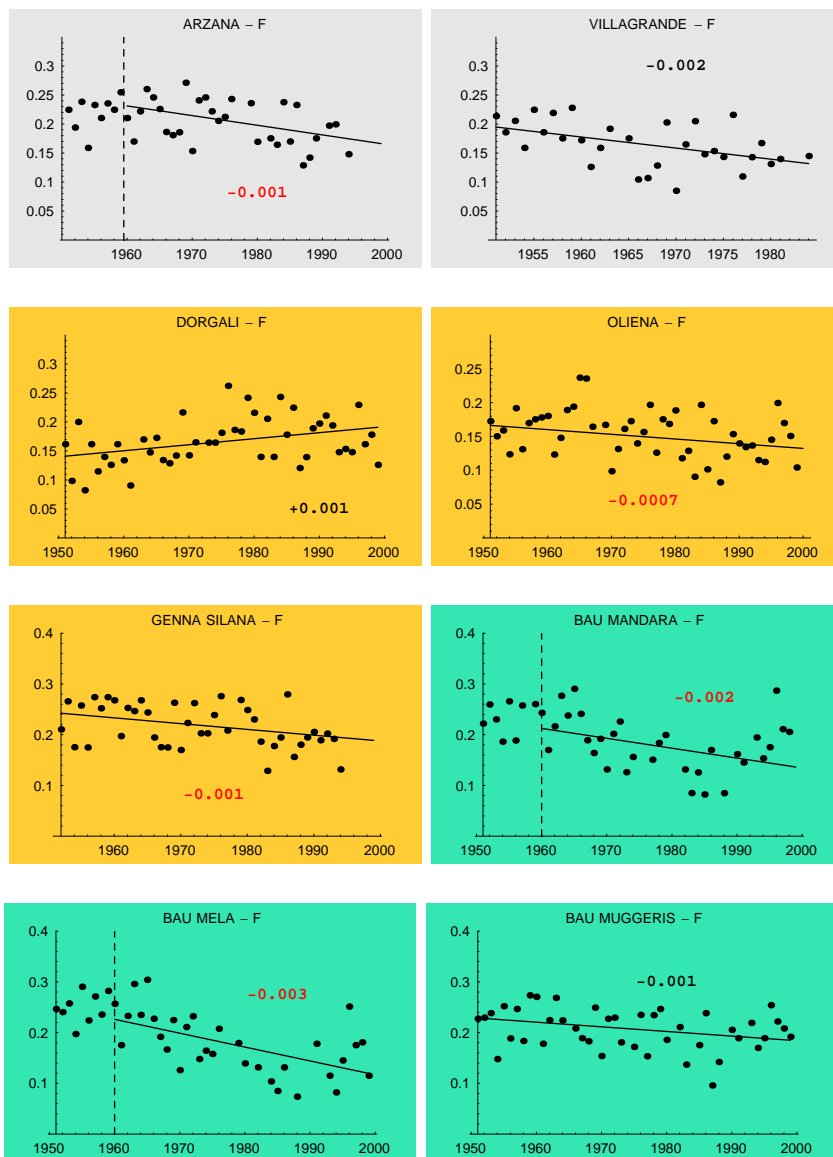 ARZANA – F
0.3
0.25
0.2
0.15
0.1
0.05
-0.001
1960 1970 1980 1990 2000
VILLAGRANDE – F
0.3
0.25
0.2
0.15
0.1
0.05
-0.002
1955 1960 1965 1970 1975 1980
DORGALI – F
0.3
0.25
0.2
0.15
0.1
0.05
+0.001
1950 1960 1970 1980 1990 2000
OLIENA – F
0.25
0.2
0.15
0.1
0.05
-0.0007
1950 1960 1970 1980 1990 2000
GENNA SILANA – F
0.4
0.3
0.2
0.1
-0.001
1960 1970 1980 1990 2000
BAU MANDARA – F
0.4
0.3
0.2
0.1
-0.002
1950 1960 1970 1980 1990 2000
BAU MELA – F
0.4
0.3
0.2
0.1
-0.003
1950 1960 1970 1980 1990 2000
BAU MUGGERIS – F
0.4
0.3
0.2
0.1
-0.001
1950 1960 1970 1980 1990 2000